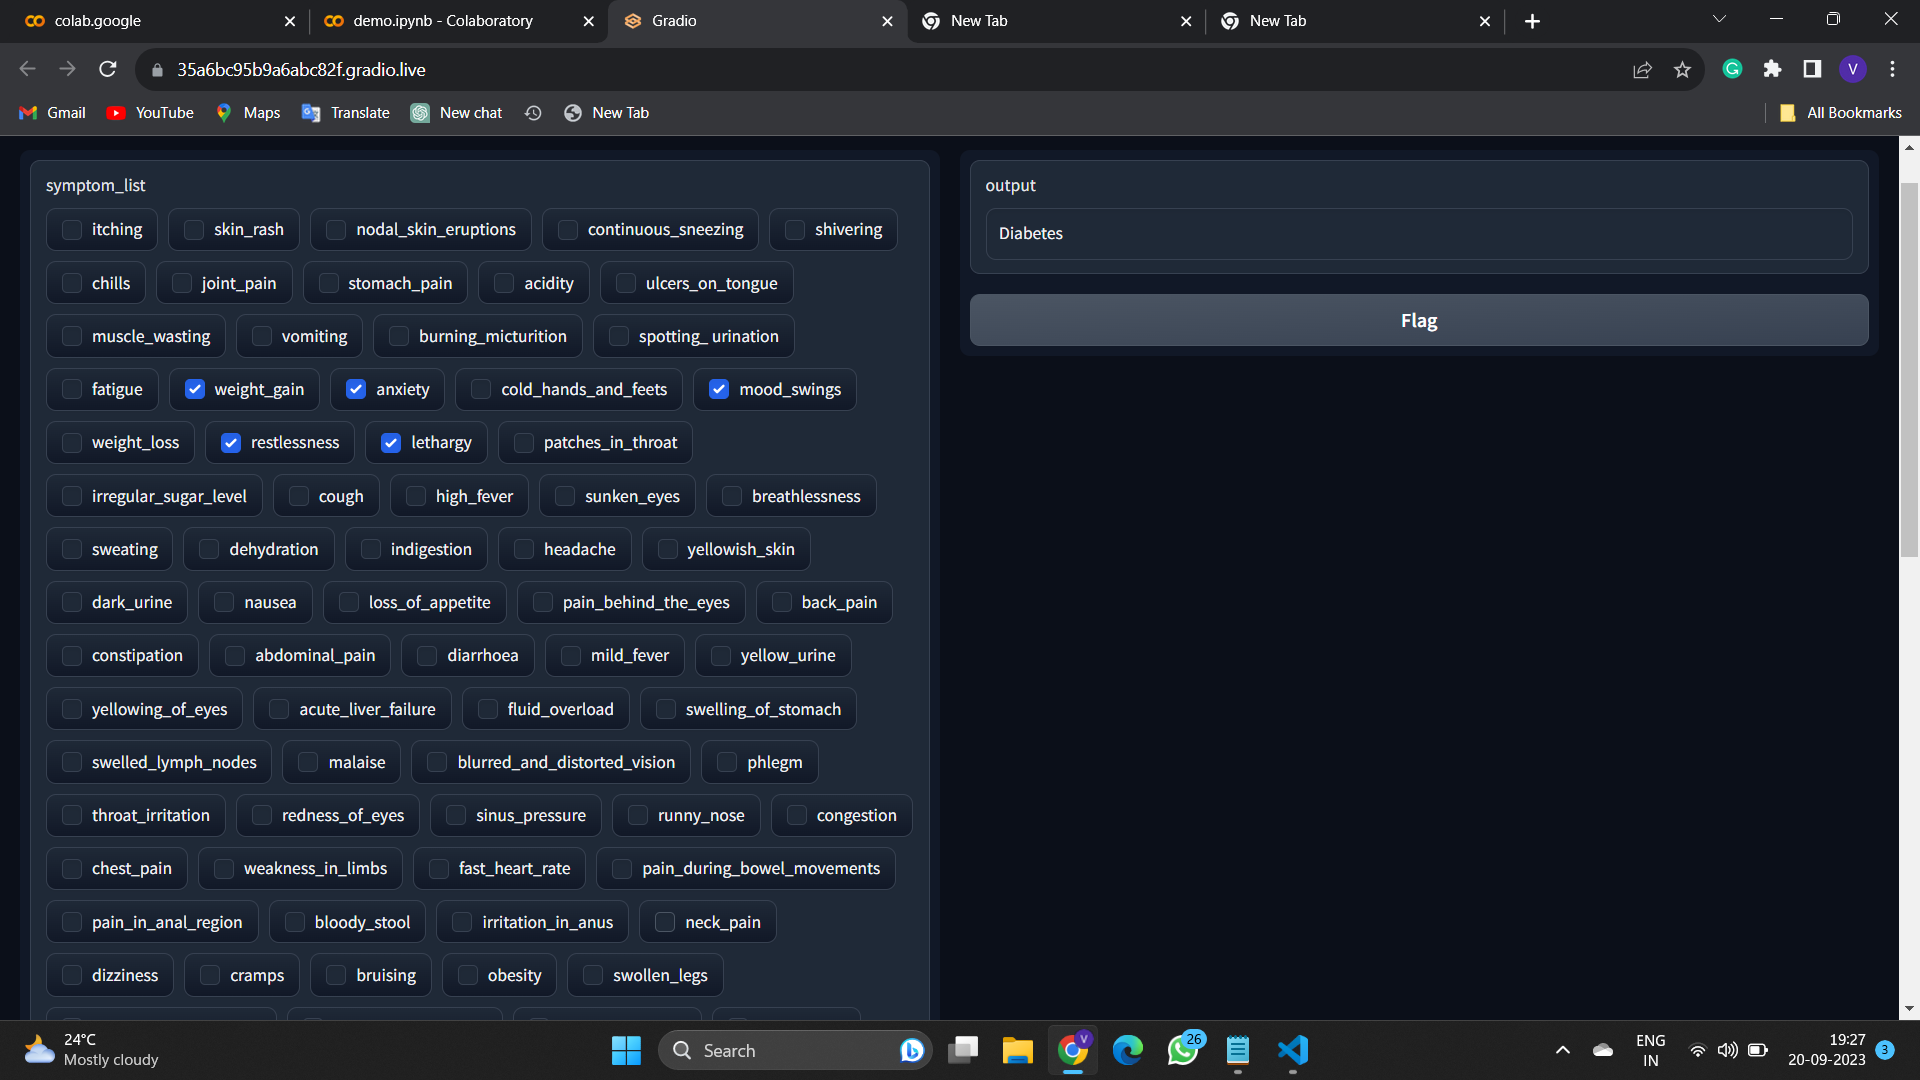 colab.google
demo.ipynb - Colaboratory
Gradio
New Tab
New Tab
35a6bc95b9a6abc82f.gradio.live
G
V
Gmail
YouTube
Maps
Translate
New chat
New Tab
All Bookmarks
symptom_list
itching skin_rash nodal_skin_eruptions continuous_sneezing shivering
chills joint_pain stomach_pain acidity ulcers_on_tongue
muscle_wasting vomiting burning_micturition spotting_ urination
fatigue weight_gain anxiety cold_hands_and_feets mood_swings
weight_loss restlessness lethargy patches_in_throat
irregular_sugar_level cough high_fever sunken_eyes breathlessness
sweating dehydration indigestion headache yellowish_skin
dark_urine nausea loss_of_appetite pain_behind_the_eyes back_pain
constipation abdominal_pain diarrhoea mild_fever yellow_urine
yellowing_of_eyes acute_liver_failure fluid_overload swelling_of_stomach
swelled_lymph_nodes malaise blurred_and_distorted_vision phlegm
throat_irritation redness_of_eyes sinus_pressure runny_nose congestion
chest_pain weakness_in_limbs fast_heart_rate pain_during_bowel_movements
pain_in_anal_region bloody_stool irritation_in_anus neck_pain
dizziness cramps bruising obesity swollen_legs
output
Diabetes
Flag
24°C
Mostly cloudy
Search
V
26
ENG
IN
19:27
20-09-2023
3